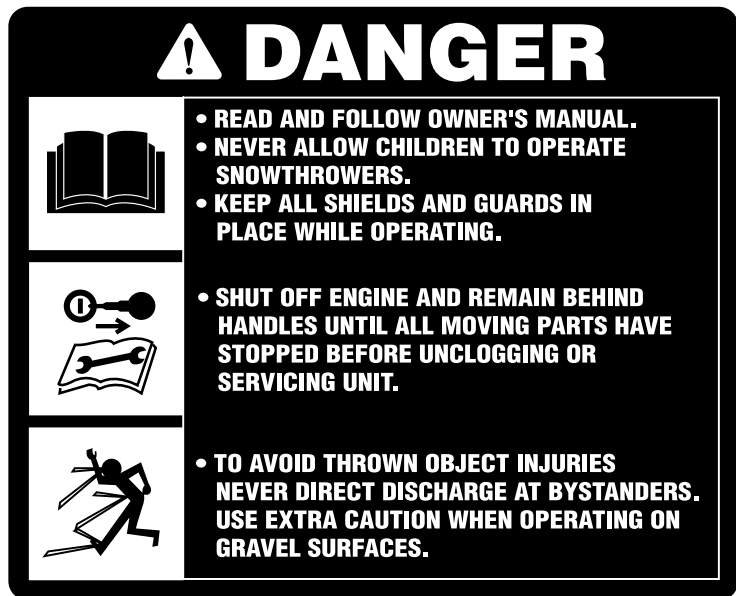 DANGER
• READ AND FOLLOW OWNER'S MANUAL.
• NEVER ALLOW CHILDREN TO OPERATE
SNOWTHROWERS.
• KEEP ALL SHIELDS AND GUARDS IN
PLACE WHILE OPERATING.
• SHUT OFF ENGINE AND REMAIN BEHIND
HANDLES UNTIL ALL MOVING PARTS HAVE
STOPPED BEFORE UNCLOGGING OR
SERVICING UNIT.
• TO AVOID THROWN OBJECT INJURIES
NEVER DIRECT DISCHARGE AT BYSTANDERS.
USE EXTRA CAUTION WHEN OPERATING ON
GRAVEL SURFACES.